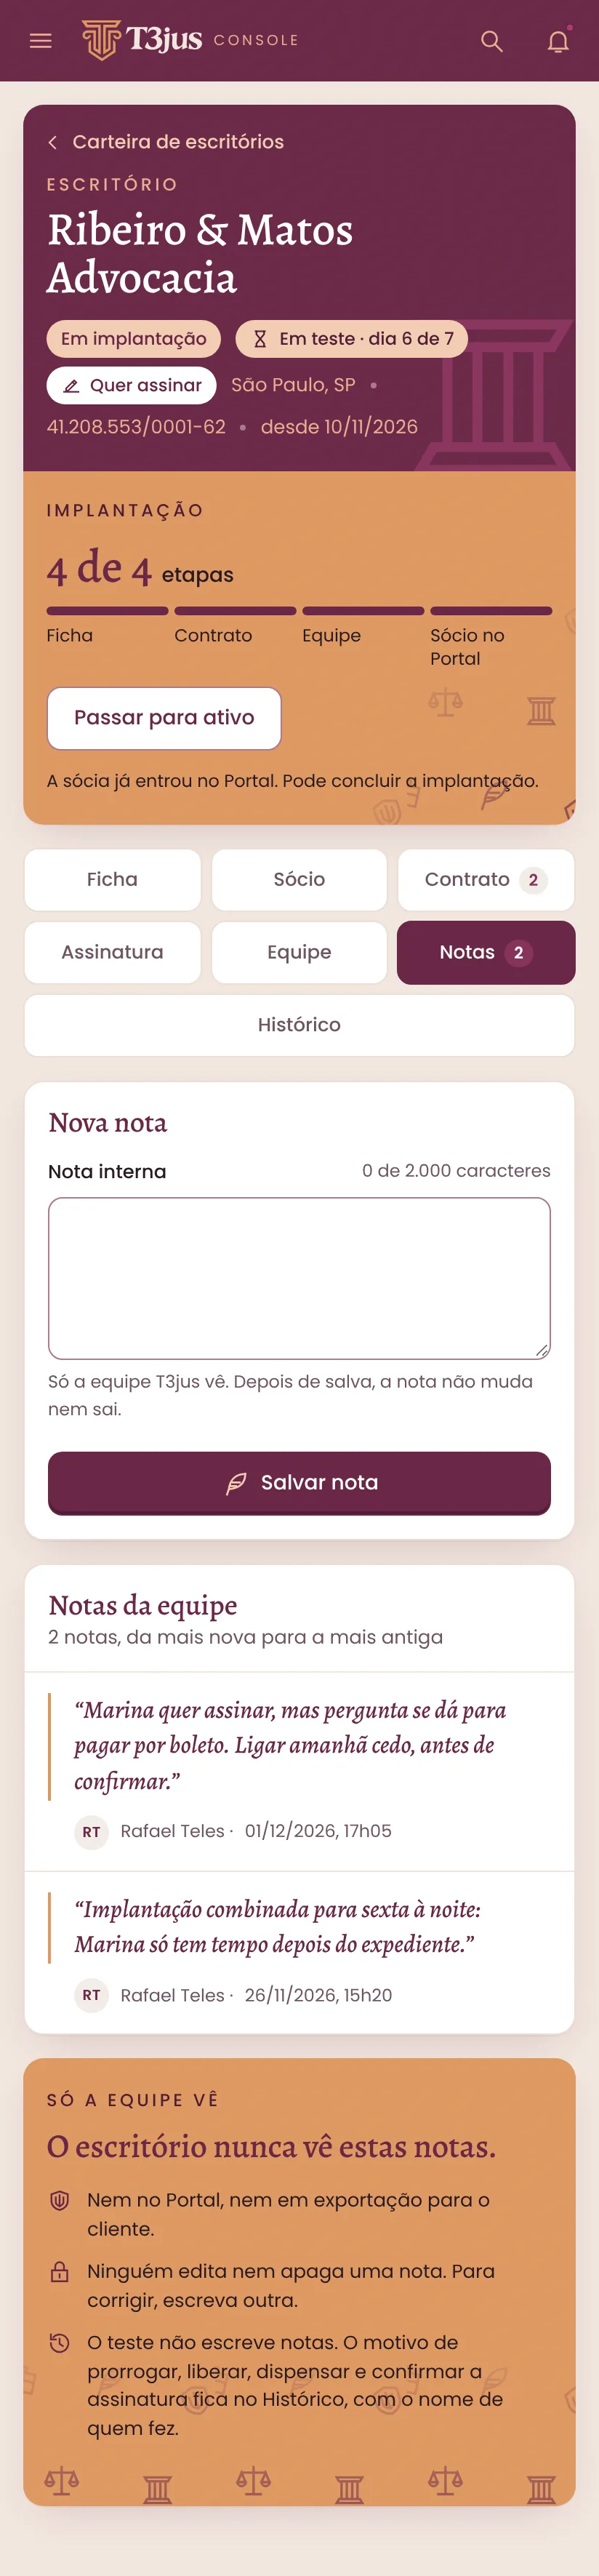 T3jus CONSOLE
Carteira de escritórios
ESCRITÓRIO
Ribeiro & Matos
Advocacia
Em implantação
Em teste · dia 6 de 7
Quer assinar
São Paulo, SP •
41.208.553/0001-62 • desde 10/11/2026
IMPLANTAÇÃO
4 de 4 etapas
Ficha
Contrato
Equipe
Sócio no
Portal
Passar para ativo
A sócia já entrou no Portal. Pode concluir a implantação.
Ficha
Sócio
Contrato 2
Assinatura
Equipe
Notas 2
Histórico
Nova nota
Nota interna
0 de 2.000 caracteres
Só a equipe T3jus vê. Depois de salva, a nota não muda
nem sai.
Salvar nota
Notas da equipe
2 notas, da mais nova para a mais antiga
“Marina quer assinar, mas pergunta se dá para
pagar por boleto. Ligar amanhã cedo, antes de
confirmar.”
RT Rafael Teles · 01/12/2026, 17h05
“Implantação combinada para sexta à noite:
Marina só tem tempo depois do expediente.”
RT Rafael Teles · 26/11/2026, 15h20
SÓ A EQUIPE VÊ
O escritório nunca vê estas notas.
Nem no Portal, nem em exportação para o
cliente.
Ninguém edita nem apaga uma nota. Para
corrigir, escreva outra.
O teste não escreve notas. O motivo de
prorrogar, liberar, dispensar e confirmar a
assinatura fica no Histórico, com o nome de
quem fez.